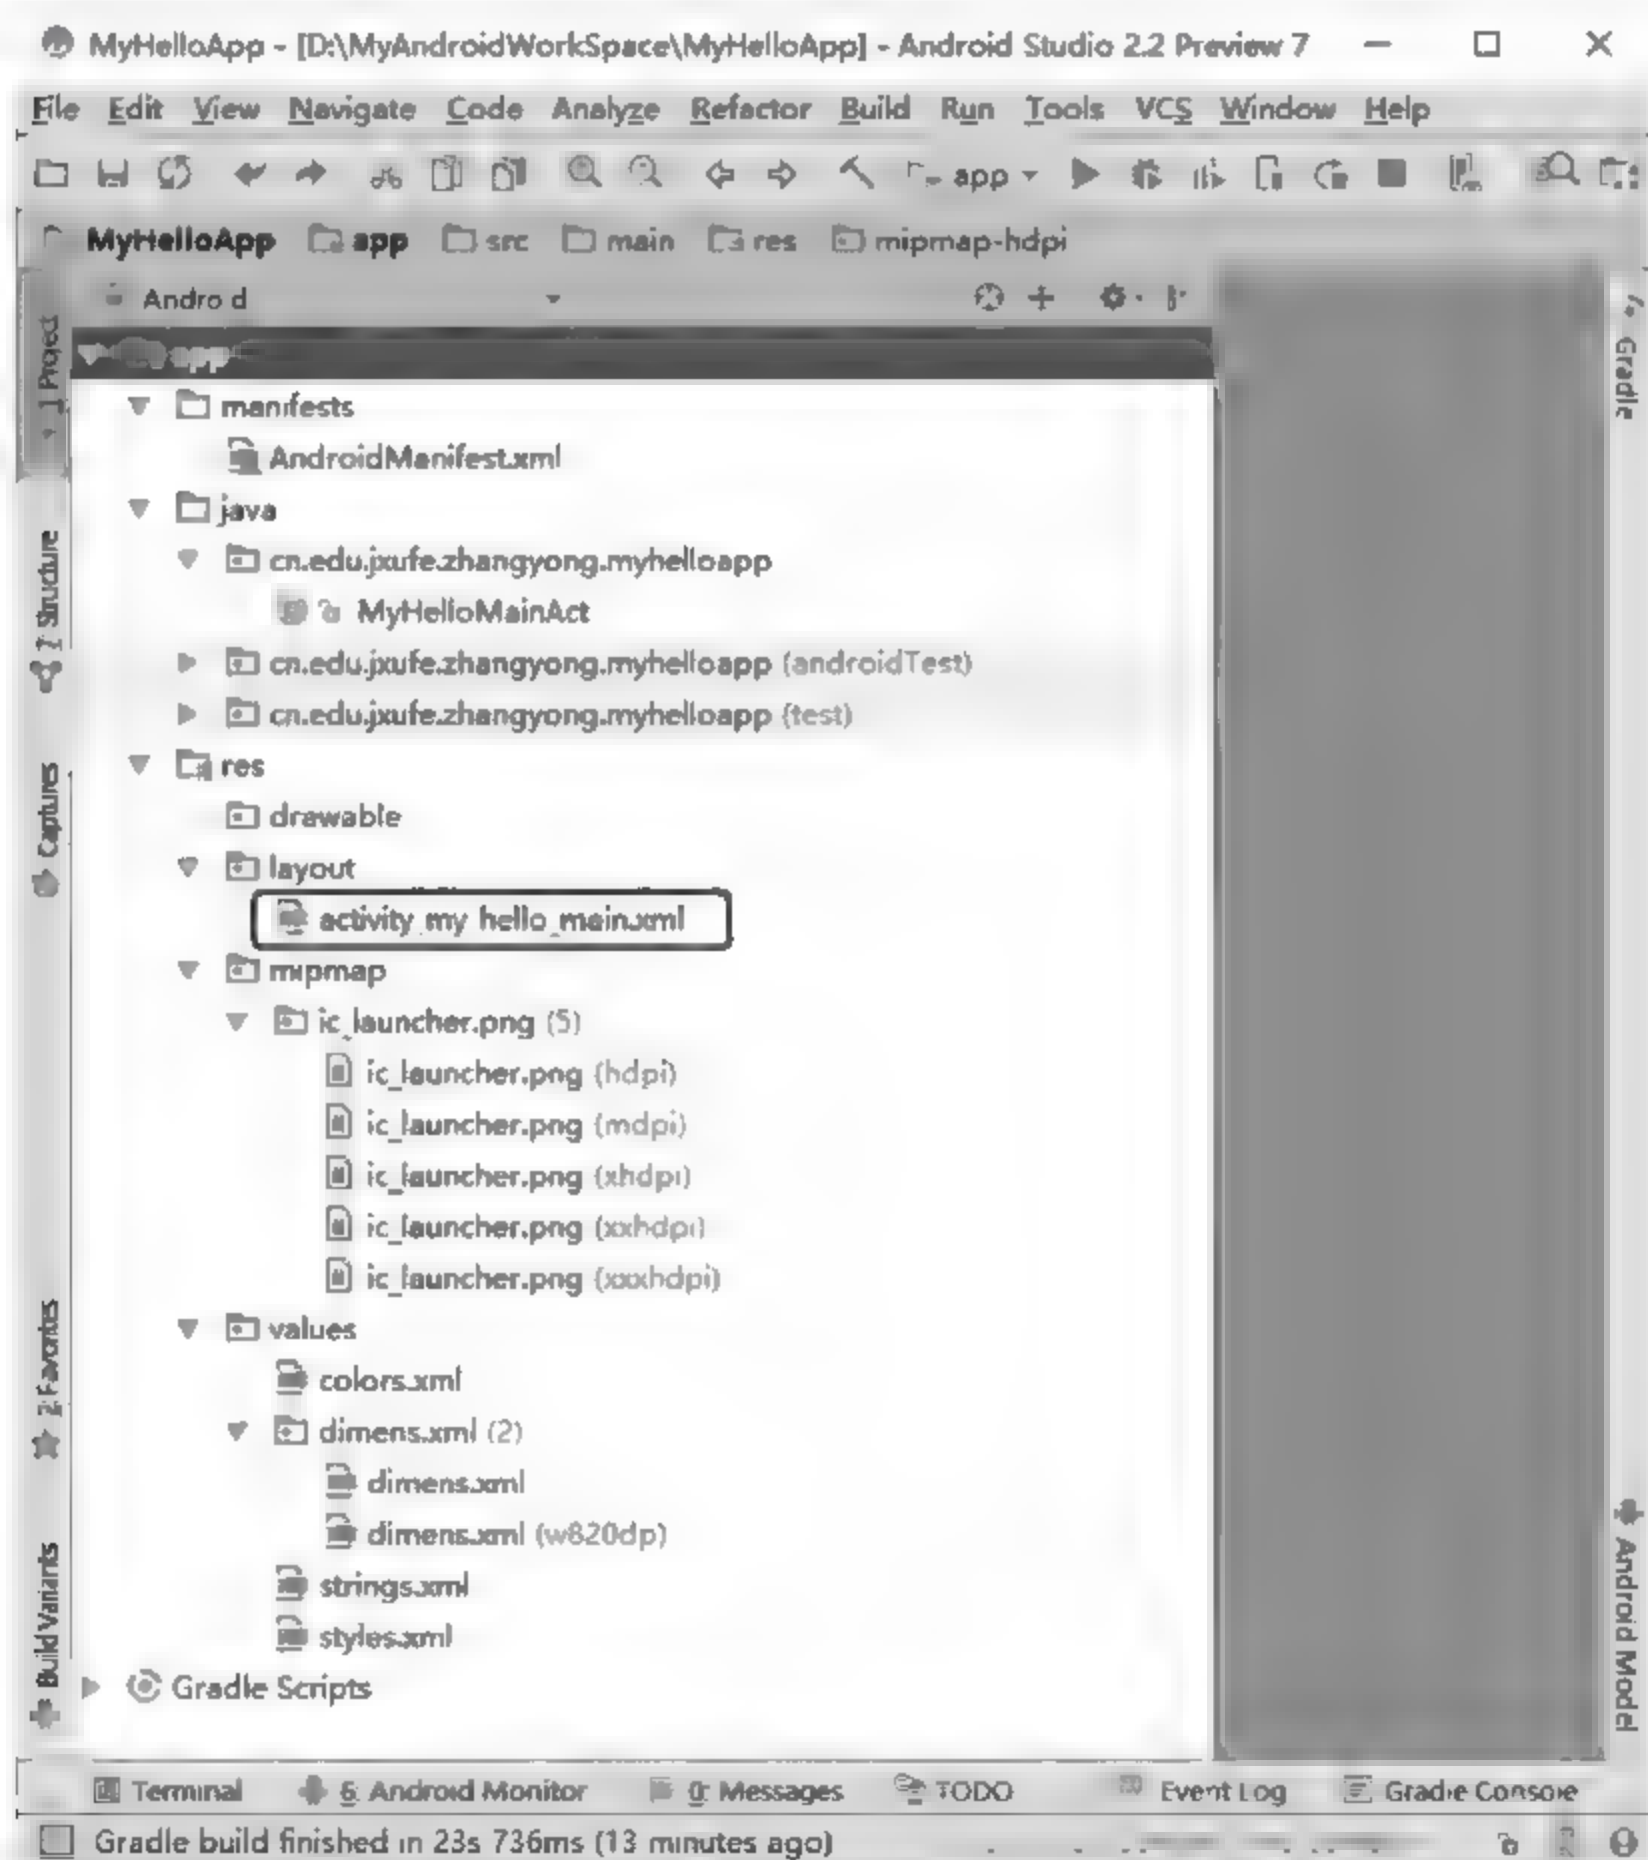 MyHelloApp - [D:\MyAndroidWorkSpace\MyHelloApp] - Android Studio 2.2 Preview 7
File Edit View Navigate Code Analyze Refactor Build Run Tools VCS Window Help
app
MyHelloApp app src main res mipmap-hdpi
Android
app
manifests
AndroidManifest.xml
java
cn.edu.jxufe.zhangyong.myhelloapp
MyHelloMainAct
cn.edu.jxufe.zhangyong.myhelloapp (androidTest)
cn.edu.jxufe.zhangyong.myhelloapp (test)
res
drawable
layout
activity_my_hello_main.xml
mipmap
ic_launcher.png (5)
ic_launcher.png (hdpi)
ic_launcher.png (mdpi)
ic_launcher.png (xhdpi)
ic_launcher.png (xxhdpi)
ic_launcher.png (xxxhdpi)
values
colors.xml
dimens.xml (2)
dimens.xml
dimens.xml (w820dp)
strings.xml
styles.xml
Gradle Scripts
1: Project
7: Structure
Captures
2: Favorites
Build Variants
Gradle
Android Model
Terminal 6: Android Monitor 0: Messages TODO Event Log Gradle Console
Gradle build finished in 23s 736ms (13 minutes ago)